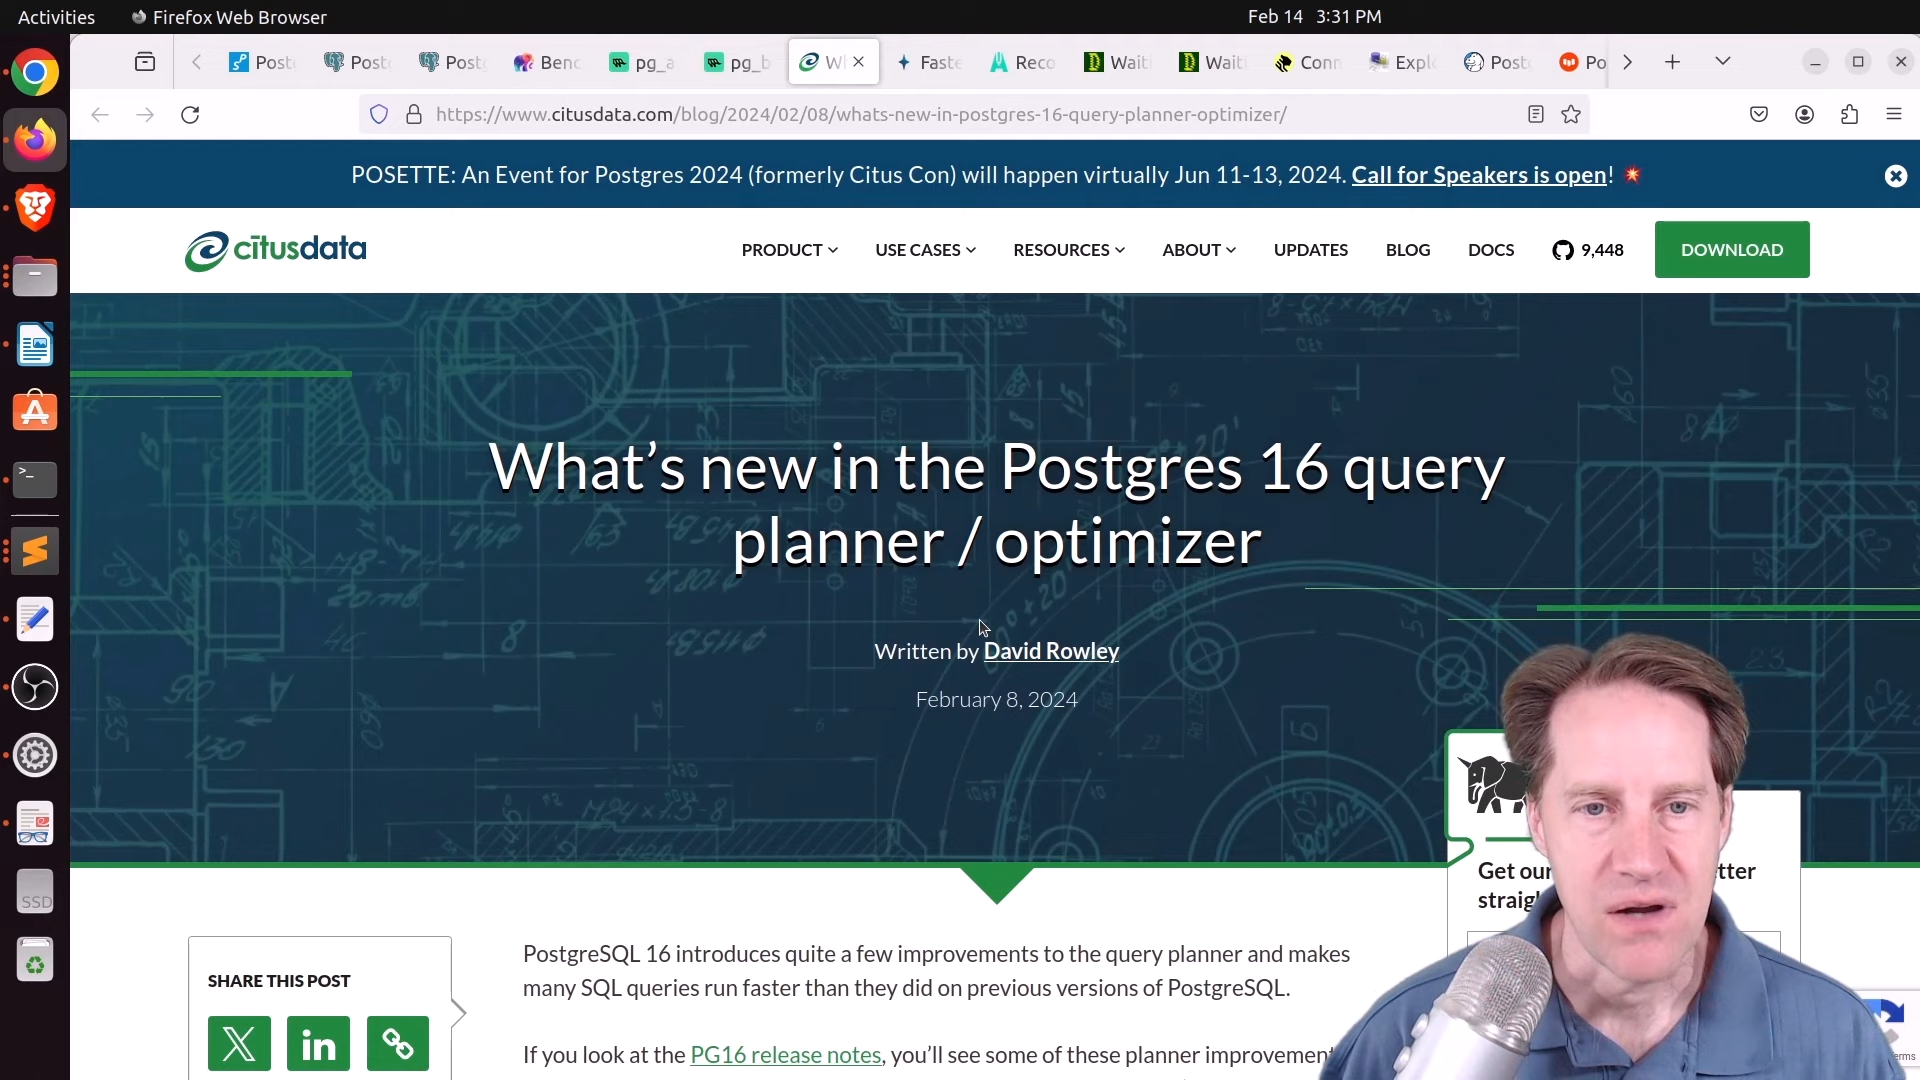 Activities
Firefox Web Browser
Feb 14 3:31 PM
Post
Post
Post
Benc
pg_a
pg_b
W
Faste
Reco
Wait
Wait
Conn
Explo
Post
Po
https://www.citusdata.com/blog/2024/02/08/whats-new-in-postgres-16-query-planner-optimizer/
POSETTE: An Event for Postgres 2024 (formerly Citus Con) will happen virtually Jun 11-13, 2024. Call for Speakers is open! 💥
citusdata
PRODUCT
USE CASES
RESOURCES
ABOUT
UPDATES
BLOG
DOCS
9,448
DOWNLOAD
What’s new in the Postgres 16 query
planner / optimizer
Written by David Rowley
February 8, 2024
Get our tter
straig
SHARE THIS POST
PostgreSQL 16 introduces quite a few improvements to the query planner and makes
many SQL queries run faster than they did on previous versions of PostgreSQL.
If you look at the PG16 release notes, you’ll see some of these planner improvement
SSD